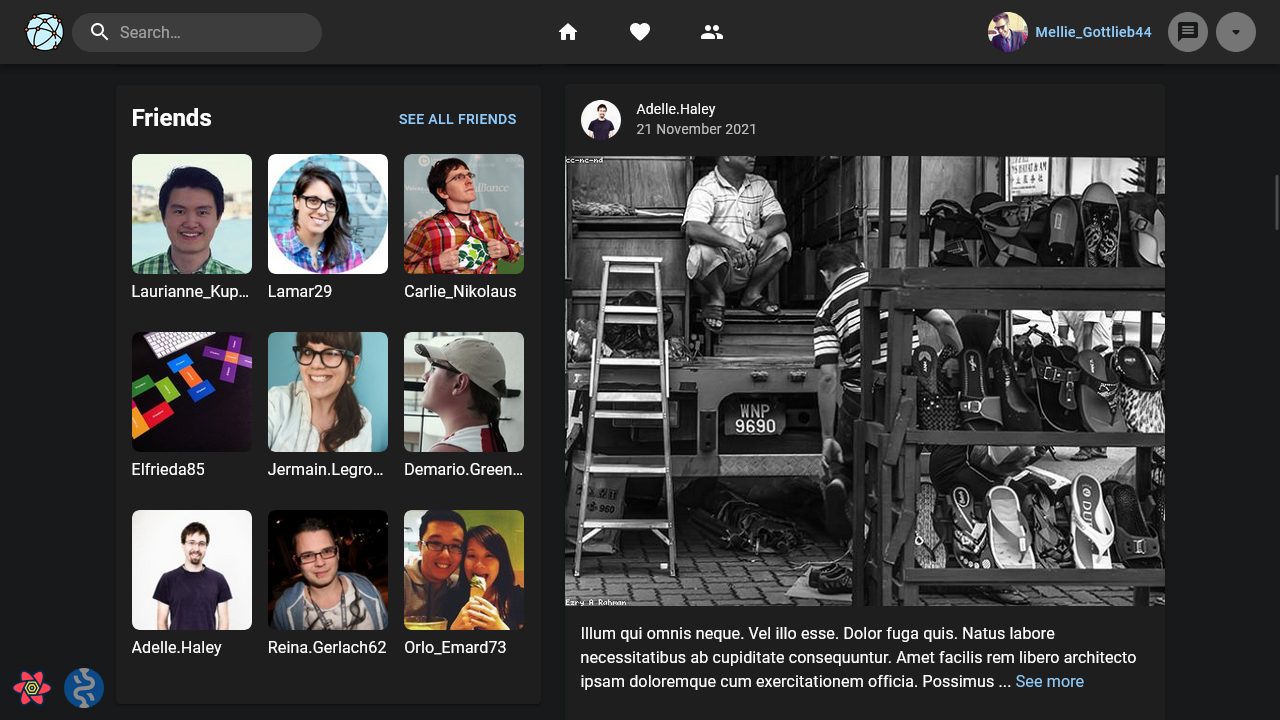 Search...
Mellie_Gottlieb44
Friends
SEE ALL FRIENDS
Laurianne_Kup...
Lamar29
Carlie_Nikolaus
Elfrieda85
Jermain.Legro...
Demario.Green...
Adelle.Haley
Reina.Gerlach62
Orlo_Emard73
Adelle.Haley
21 November 2021
cc-nc-nd
WNP
9690
960
Ezry A Rahman
Illum qui omnis neque. Vel illo esse. Dolor fuga quis. Natus labore
necessitatibus ab cupiditate consequuntur. Amet facilis rem libero architecto
ipsam doloremque cum exercitationem officia. Possimus ... See more